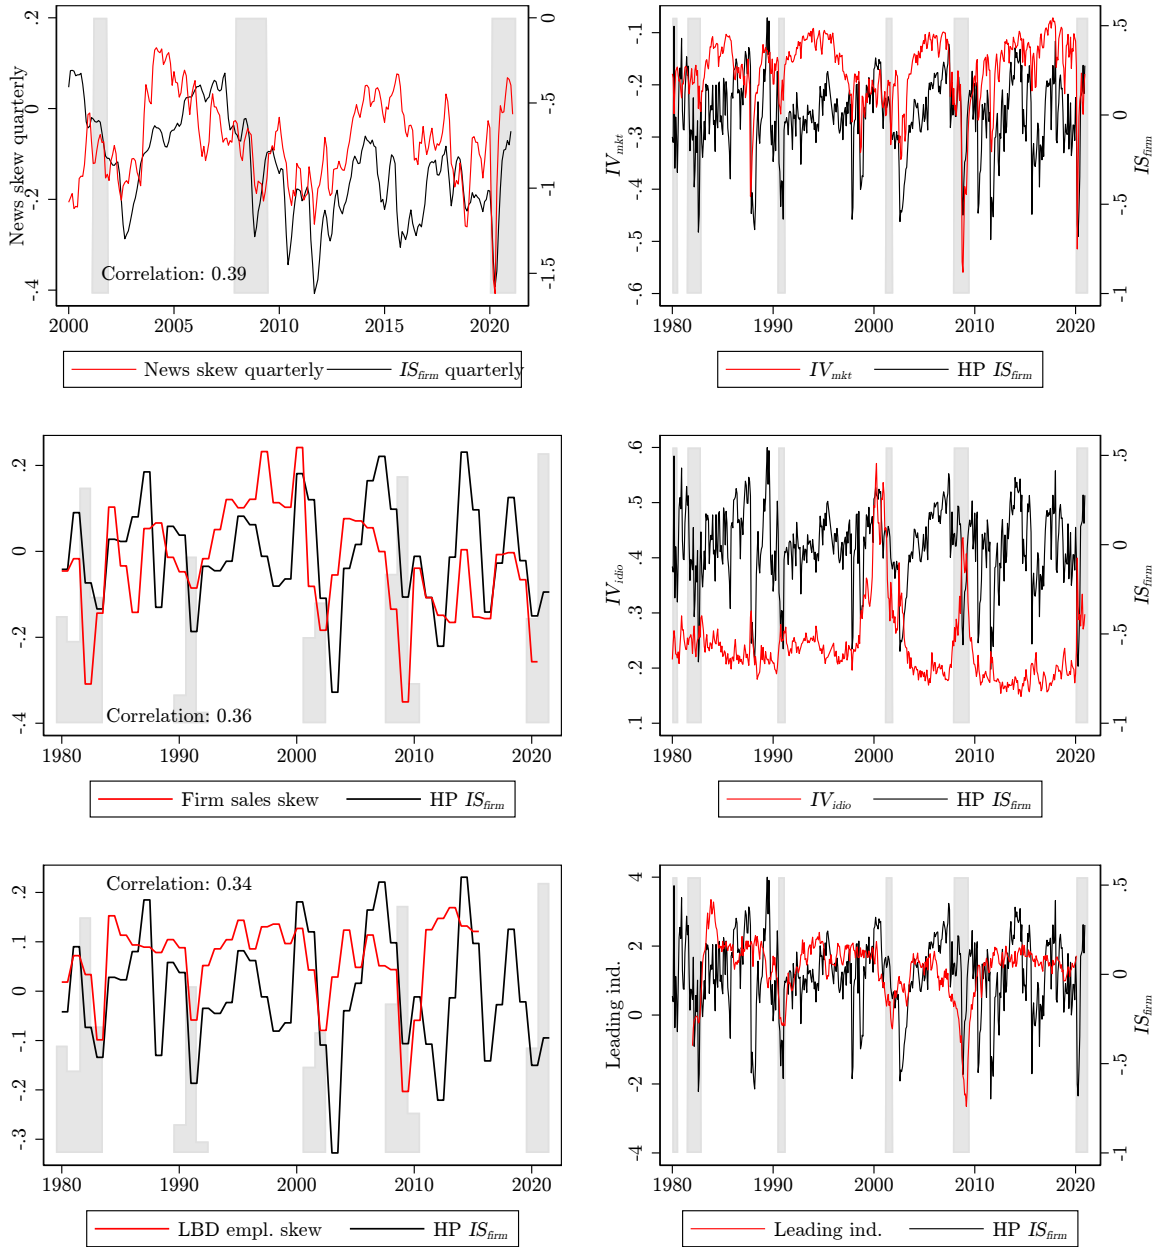 News skew quarterly
.2
0
-.2
-.4
0
-.5
-1
-1.5
Correlation: 0.39
2000 2005 2010 2015 2020
News skew quarterly IS_firm quarterly
IV_mkt
-.1
-.2
-.3
-.4
-.5
-.6
.5
0
-.5
-1
IS_firm
1980 1990 2000 2010 2020
IV_mkt HP IS_firm
.2
0
-.2
-.4
Correlation: 0.36
1980 1990 2000 2010 2020
Firm sales skew HP IS_firm
IV_idio
.6
.5
.4
.3
.2
.1
.5
0
-.5
-1
IS_firm
1980 1990 2000 2010 2020
IV_idio HP IS_firm
.2
.1
0
-.1
-.2
-.3
Correlation: 0.34
1980 1990 2000 2010 2020
LBD empl. skew HP IS_firm
Leading ind.
4
2
0
-2
-4
.5
0
-.5
-1
IS_firm
1980 1990 2000 2010 2020
Leading ind. HP IS_firm